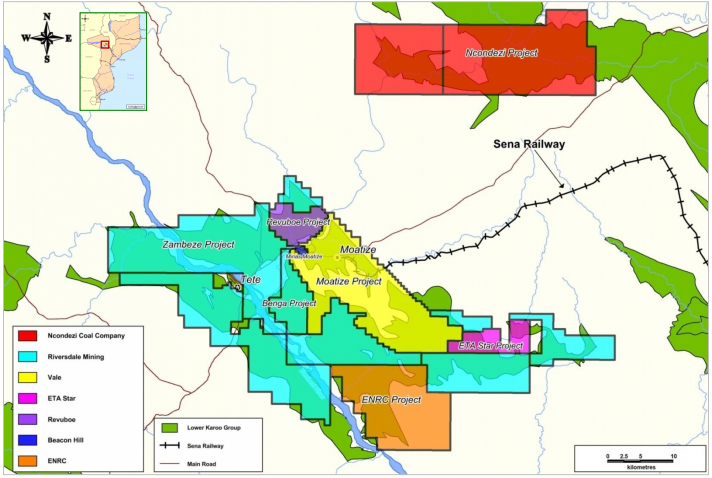 N
W E
S
Ncondezi Project
Sena Railway
Revuboe Project
Zambeze Project
Moatize
Minas Moatize
Tete
Moatize Project
Benga Project
ETA Star Project
ENRC Project
Ncondezi Coal Company
Riversdale Mining
Vale
ETA Star
Revuboe
Beacon Hill
ENRC
Lower Karoo Group
Sena Railway
Main Road
0 2.5 5 10
kilometres